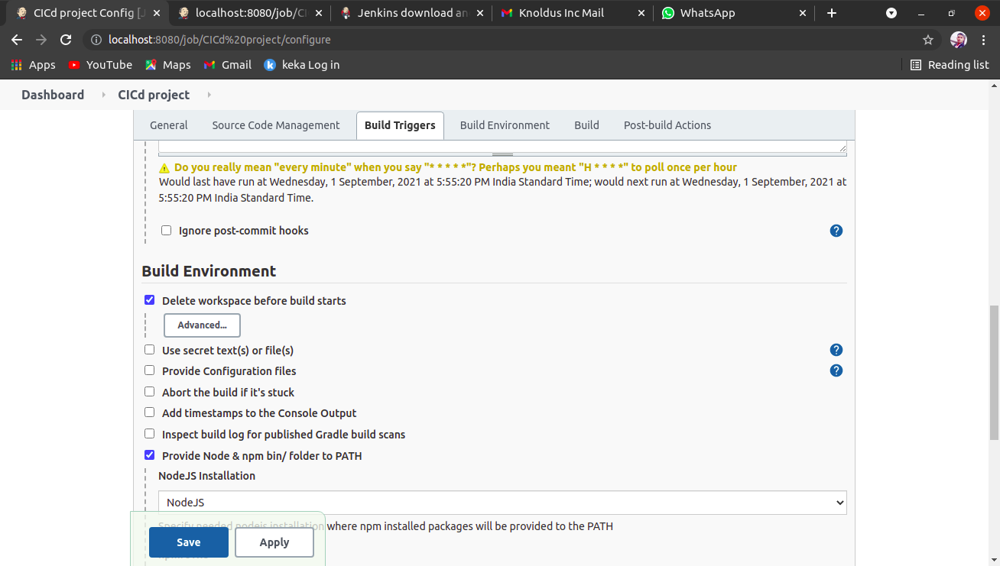 CICd project Config [J
localhost:8080/job/CI
Jenkins download an
Knoldus Inc Mail
WhatsApp
localhost:8080/job/CICd%20project/configure
Apps
YouTube
Maps
Gmail
keka Log in
Reading list
Dashboard
CICd project
General
Source Code Management
Build Triggers
Build Environment
Build
Post-build Actions
Do you really mean "every minute" when you say "* * * * *"? Perhaps you meant "H * * * *" to poll once per hour
Would last have run at Wednesday, 1 September, 2021 at 5:55:20 PM India Standard Time; would next run at Wednesday, 1 September, 2021 at
5:55:20 PM India Standard Time.
Ignore post-commit hooks
Build Environment
Delete workspace before build starts
Advanced...
Use secret text(s) or file(s)
Provide Configuration files
Abort the build if it's stuck
Add timestamps to the Console Output
Inspect build log for published Gradle build scans
Provide Node & npm bin/ folder to PATH
NodeJS Installation
NodeJS
Specify needed nodejs installation where npm installed packages will be provided to the PATH
Save
Apply